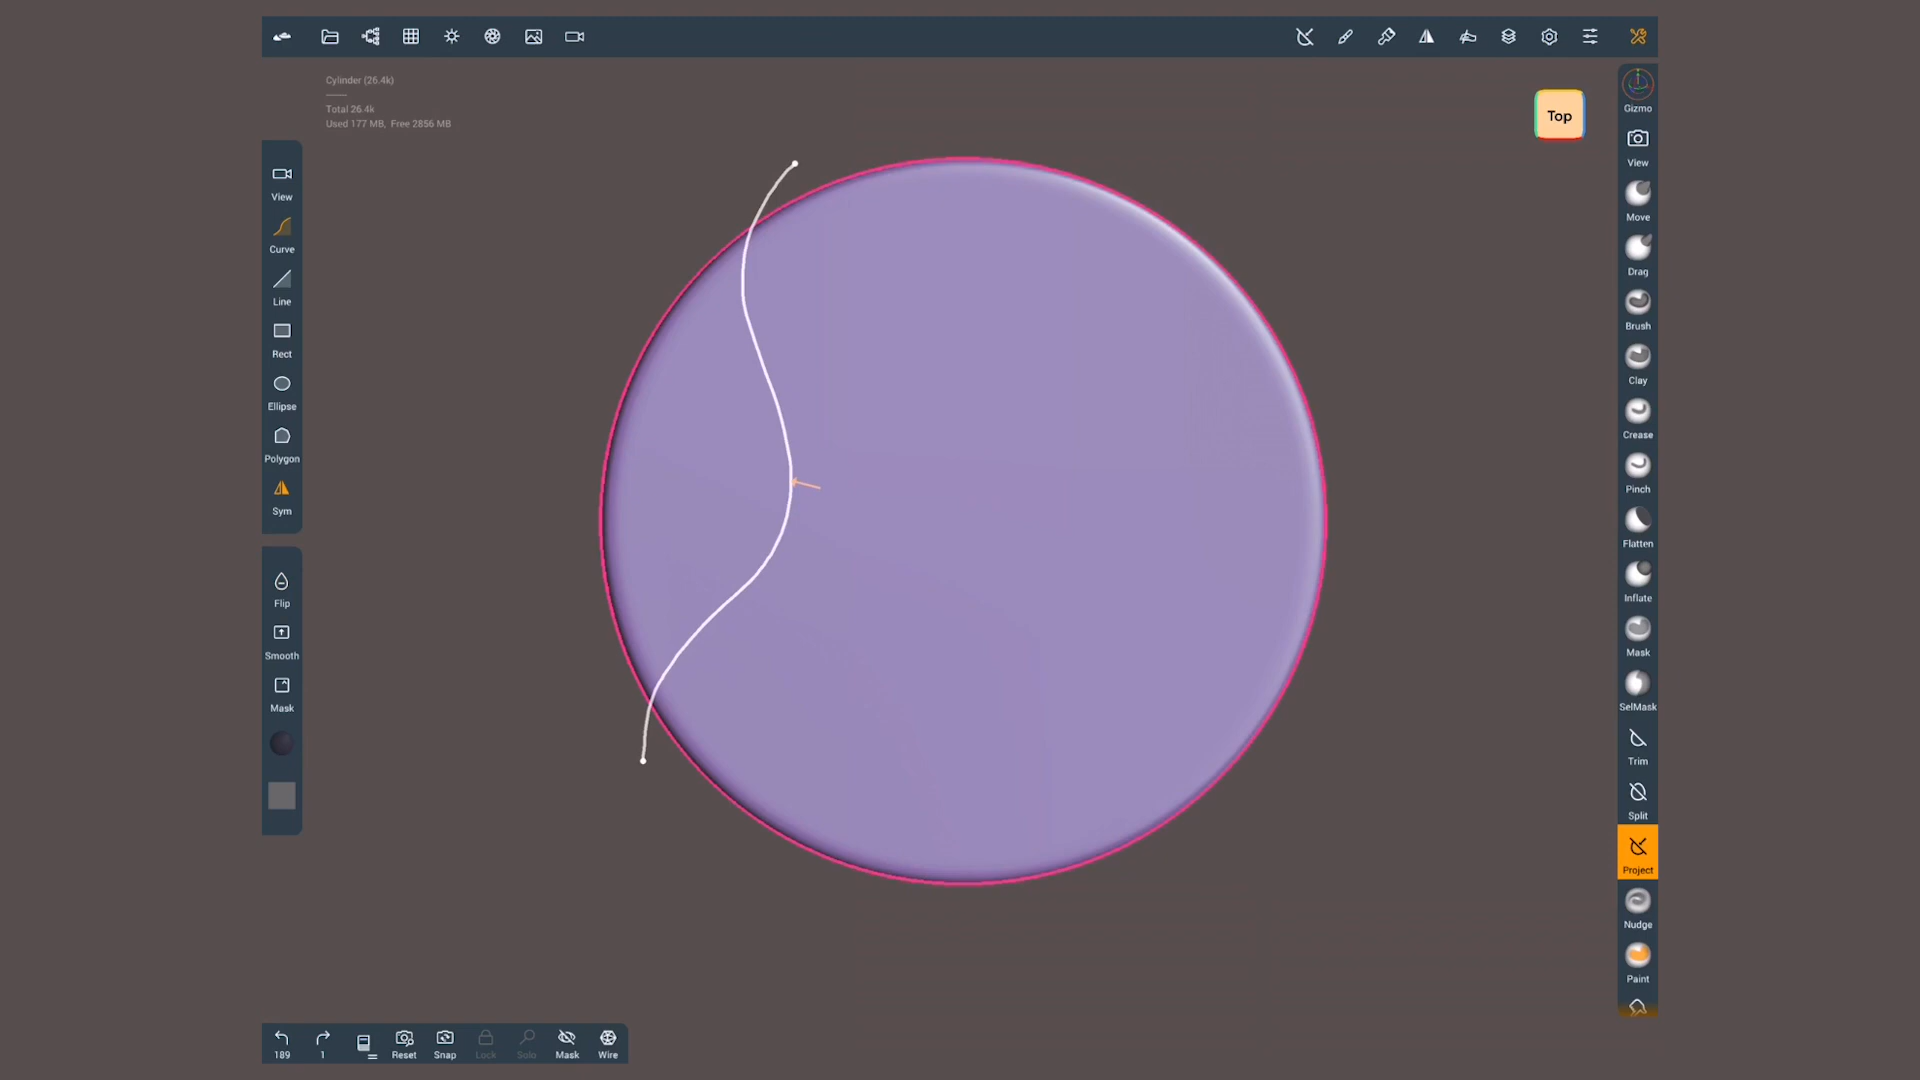 Cylinder (26.4k)
Total 26.4k
Used 177 MB, Free 2856 MB
Top
View
Curve
Line
Rect
Ellipse
Polygon
Sym
Flip
Smooth
Mask
Gizmo
View
Move
Drag
Brush
Clay
Crease
Pinch
Flatten
Inflate
Mask
SelMask
Trim
Split
Project
Nudge
Paint
189
1
Reset
Snap
Lock
Solo
Mask
Wire